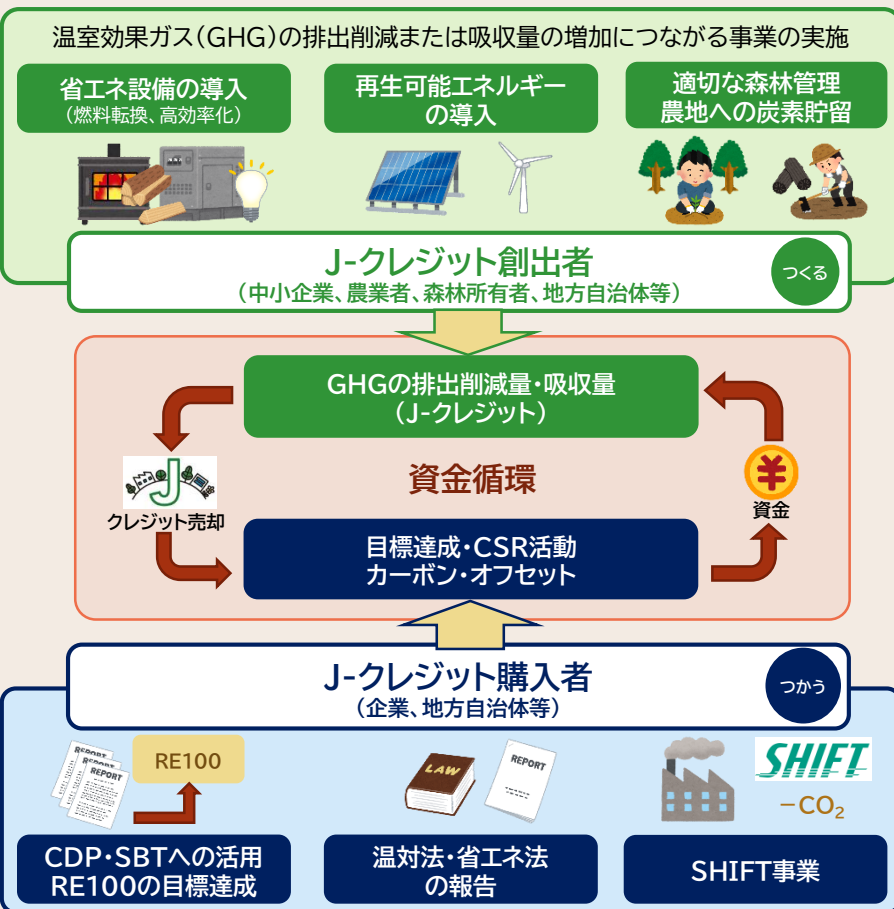 温室効果ガス(GHG)の排出削減または吸収量の増加につながる事業の実施
省エネ設備の導入
(燃料転換、高効率化)
再生可能エネルギー
の導入
適切な森林管理
農地への炭素貯留
J-クレジット創出者
(中小企業、農業者、森林所有者、地方自治体等)
つくる
GHGの排出削減量・吸収量
(J-クレジット)
資金循環
J
クレジット売却
¥
資金
目標達成・CSR活動
カーボン・オフセット
J-クレジット購入者
(企業、地方自治体等)
つかう
REPORT
REPORT
REPORT
RE100
LAW
REPORT
SHIFT
-CO₂
CDP・SBTへの活用
RE100の目標達成
温対法・省エネ法
の報告
SHIFT事業